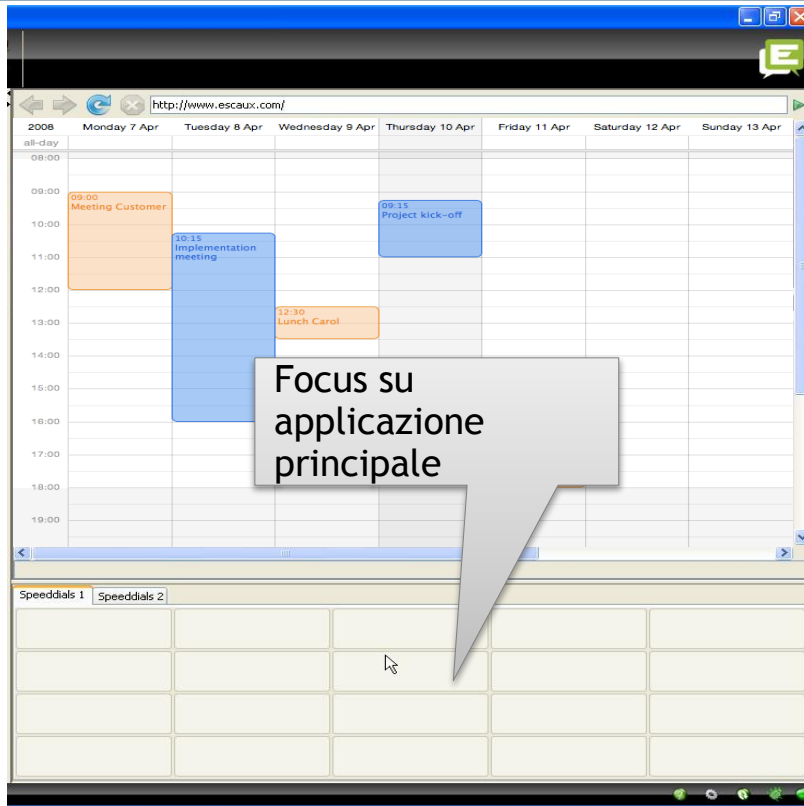 http://www.escaux.com/
2008 Monday 7 Apr Tuesday 8 Apr Wednesday 9 Apr Thursday 10 Apr Friday 11 Apr Saturday 12 Apr Sunday 13 Apr
all-day
08:00
09:00
09:00
Meeting Customer
09:15
Project kick-off
10:00
10:15
Implementation
meeting
11:00
12:00
12:30
Lunch Carol
13:00
14:00
15:00
16:00
17:00
18:00
19:00
Focus su
applicazione
principale
Speeddials 1 Speeddials 2